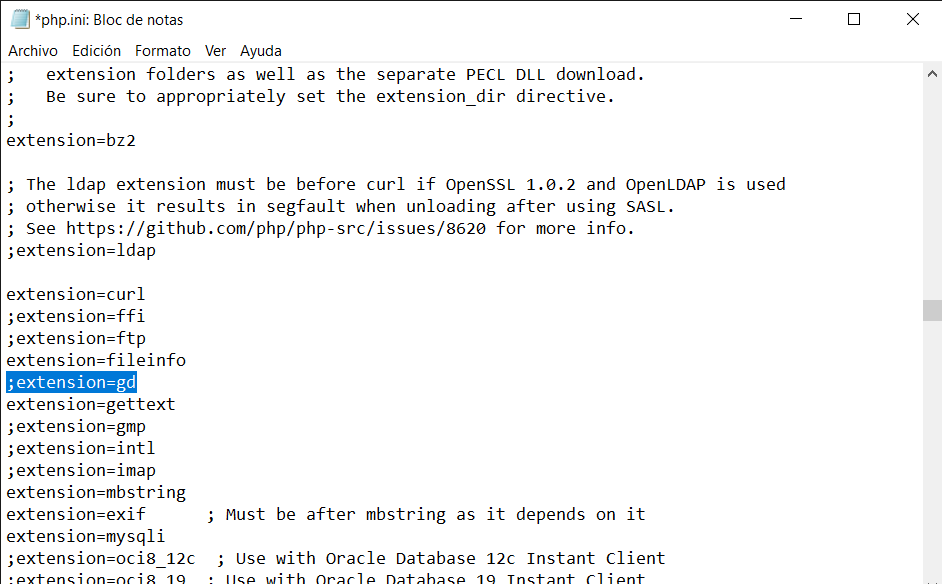 *php.ini: Bloc de notas
Archivo Edición Formato Ver Ayuda
;   extension folders as well as the separate PECL DLL download.
;   Be sure to appropriately set the extension_dir directive.
;
extension=bz2
; The ldap extension must be before curl if OpenSSL 1.0.2 and OpenLDAP is used
; otherwise it results in segfault when unloading after using SASL.
; See https://github.com/php/php-src/issues/8620 for more info.
;extension=ldap
extension=curl
;extension=ffi
;extension=ftp
extension=fileinfo
;extension=gd
extension=gettext
;extension=gmp
;extension=intl
;extension=imap
extension=mbstring
extension=exif      ; Must be after mbstring as it depends on it
extension=mysqli
;extension=oci8_12c  ; Use with Oracle Database 12c Instant Client
;extension=oci8_19  ; Use with Oracle Database 19 Instant Client